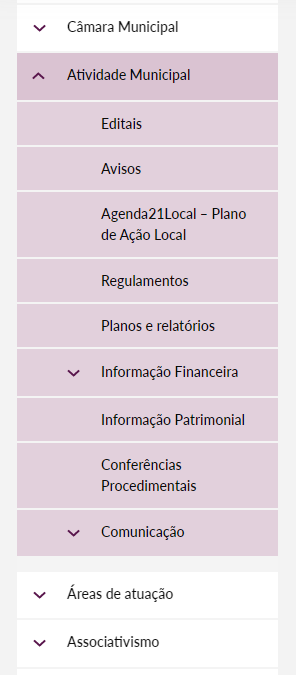 Câmara Municipal
Atividade Municipal
Editais
Avisos
Agenda21Local – Plano
de Ação Local
Regulamentos
Planos e relatórios
Informação Financeira
Informação Patrimonial
Conferências
Procedimentais
Comunicação
Áreas de atuação
Associativismo